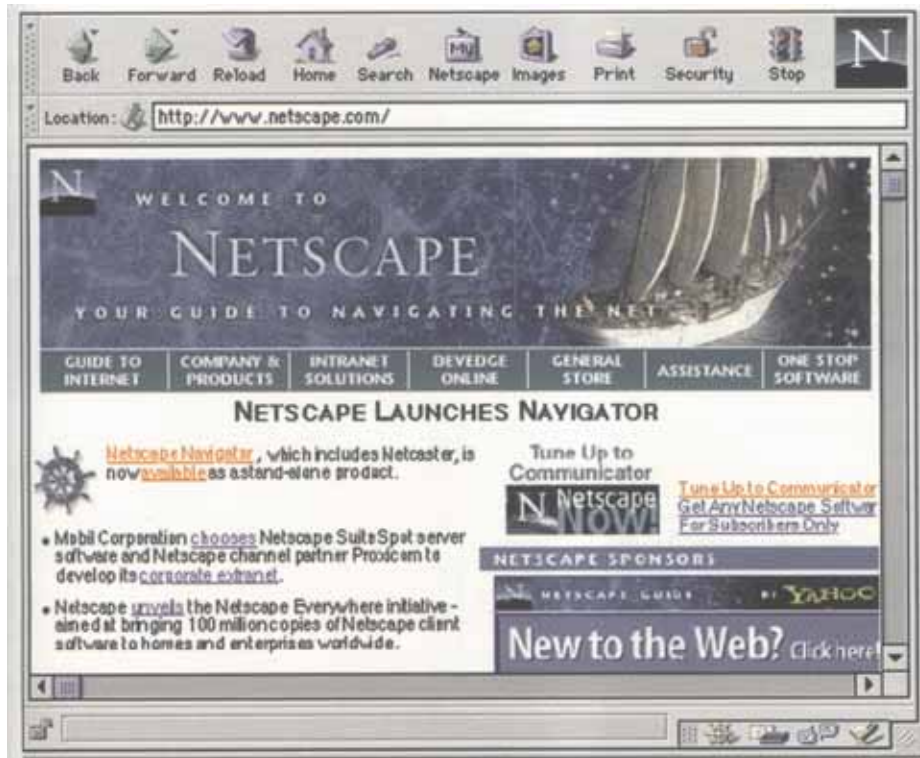 Back Forward Reload Home Search Netscape Images Print Security Stop
N
My
Location: http://www.netscape.com/
N
WELCOME TO
NETSCAPE
YOUR GUIDE TO NAVIGATING THE NET
GUIDE TO INTERNET
COMPANY & PRODUCTS
INTRANET SOLUTIONS
DEVEDGE ONLINE
GENERAL STORE
ASSISTANCE
ONE STOP SOFTWARE
NETSCAPE LAUNCHES NAVIGATOR
Netscape Navigator, which includes Netcaster, is
now available as a stand-alone product.
Tune Up to
Communicator
N Netscape
Now!
Tune Up to Communicator
Get Any Netscape Softwar
For Subscribers Only
• Mobil Corporation chooses Netscape SuiteSpot server
software and Netscape channel partner Proxicom to
develop its corporate extranet.
• Netscape unveils the Netscape Everywhere initiative -
aimed at bringing 100 million copies of Netscape client
software to homes and enterprises worldwide.
NETSCAPE SPONSORS
NETSCAPE GUIDE BY YAHOO
New to the Web? Click here!